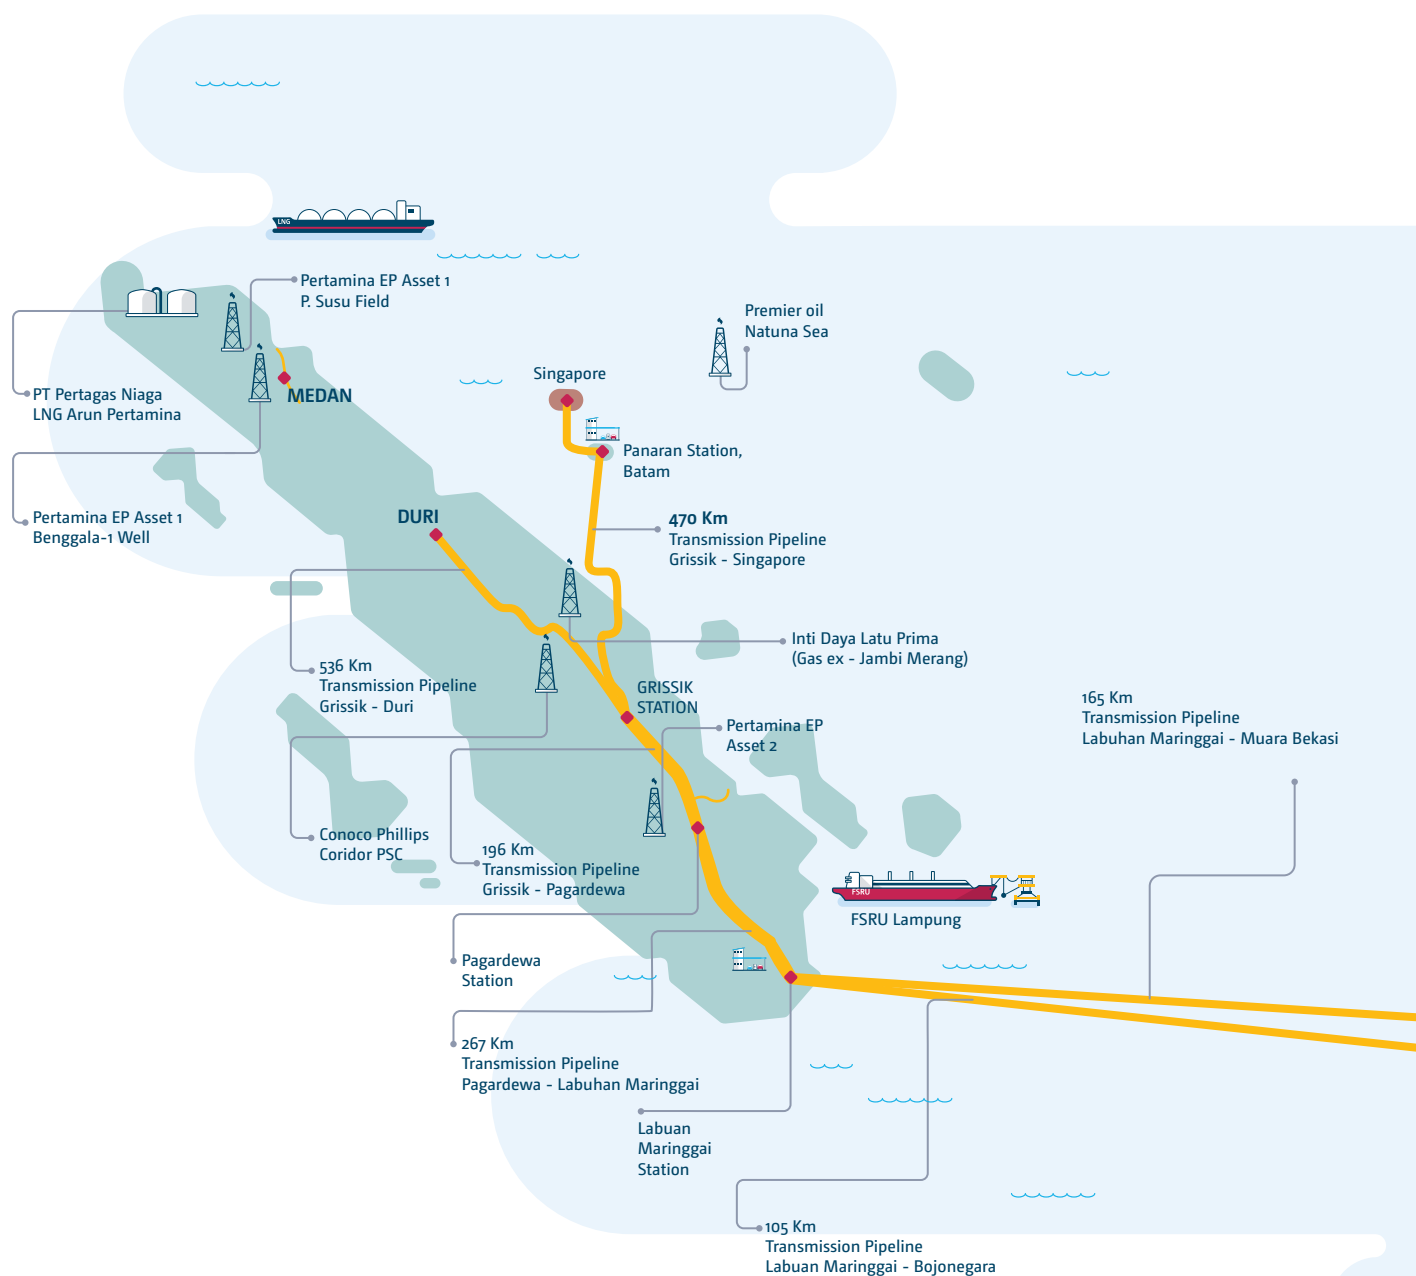 LNG
Pertamina EP Asset 1
P. Susu Field
Premier oil
Natuna Sea
Singapore
PT Pertagas Niaga
LNG Arun Pertamina
MEDAN
Panaran Station,
Batam
Pertamina EP Asset 1
Benggala-1 Well
DURI
470 Km
Transmission Pipeline
Grissik - Singapore
Inti Daya Latu Prima
(Gas ex - Jambi Merang)
536 Km
Transmission Pipeline
Grissik - Duri
GRISSIK
STATION
165 Km
Transmission Pipeline
Labuhan Maringgai - Muara Bekasi
Pertamina EP
Asset 2
Conoco Phillips
Coridor PSC
196 Km
Transmission Pipeline
Grissik - Pagardewa
FSRU
FSRU Lampung
Pagardewa
Station
267 Km
Transmission Pipeline
Pagardewa - Labuhan Maringgai
Labuan
Maringgai
Station
105 Km
Transmission Pipeline
Labuan Maringgai - Bojonegara